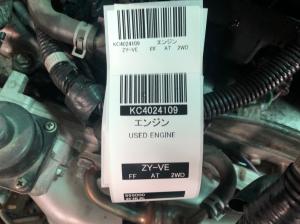 KC4024109 エンジン
ZY-VE FF AT 2WD
KC4024109
エンジン
USED ENGINE
ZY-VE
FF AT 2WD